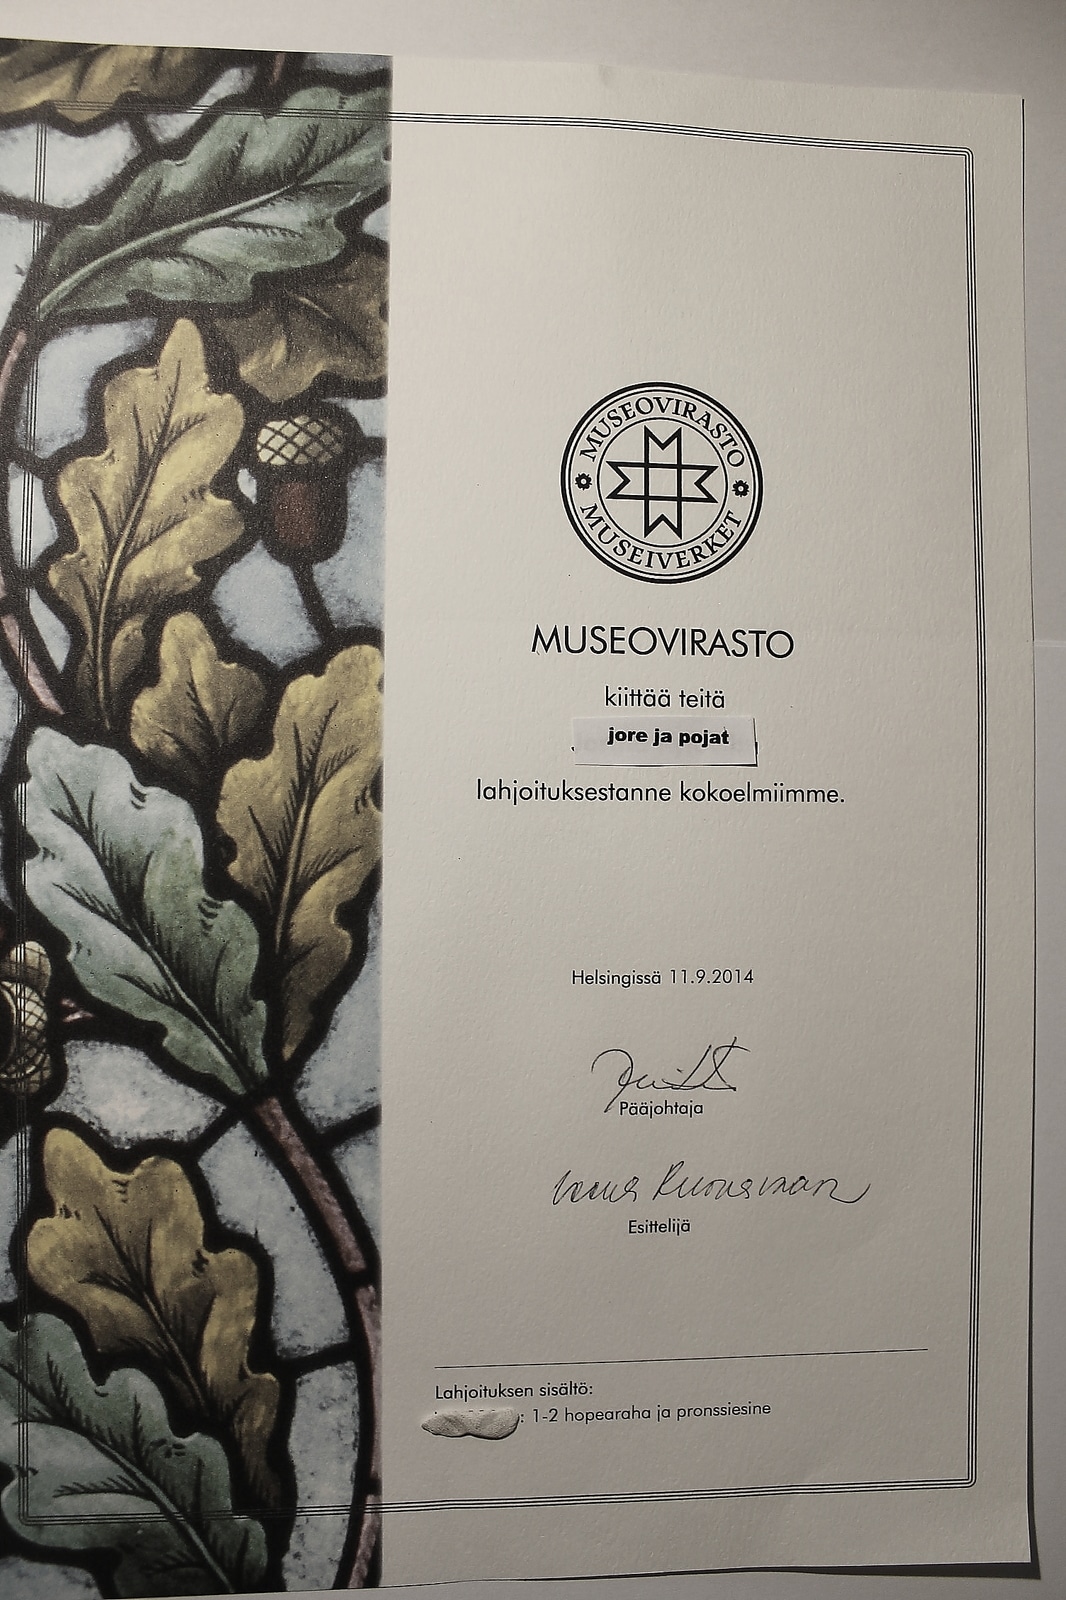 MUSEOVIRASTO
MUSEIVERKET
MUSEOVIRASTO
kiittää teitä
jore ja pojat
lahjoituksestanne kokoelmiimme.
Helsingissä 11.9.2014
Pääjohtaja
Esittelijä
Lahjoituksen sisältö:
: 1-2 hopearaha ja pronssiesine